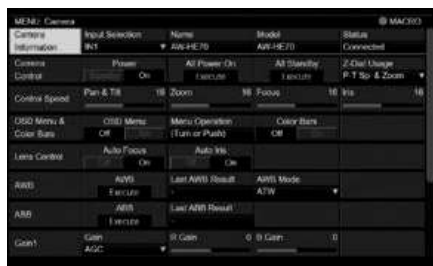 MENU: Camera
MACRO
Camera Information
Input Selection
IN1
Name
AW-HE70
Model
AW-HE70
Status
Connected
Camera Control
Power
On
All Power On
Execute
All Standby
Execute
Z-Dial Usage
P-T Sp & Zoom
Control Speed
Pan & Tilt 16
Zoom 16
Focus 16
Iris 16
OSD Menu & Color Bars
OSD Menu
Off
Menu Operation
(Turn or Push)
Color Bars
Off
Lens Control
Auto Focus
On
Auto Iris
On
AWB
AWB
Execute
Last AWB Result
-
AWB Mode
ATW
ABB
ABB
Execute
Last ABB Result
-
Gain1
Gain
AGC
R Gain 0
B Gain 0